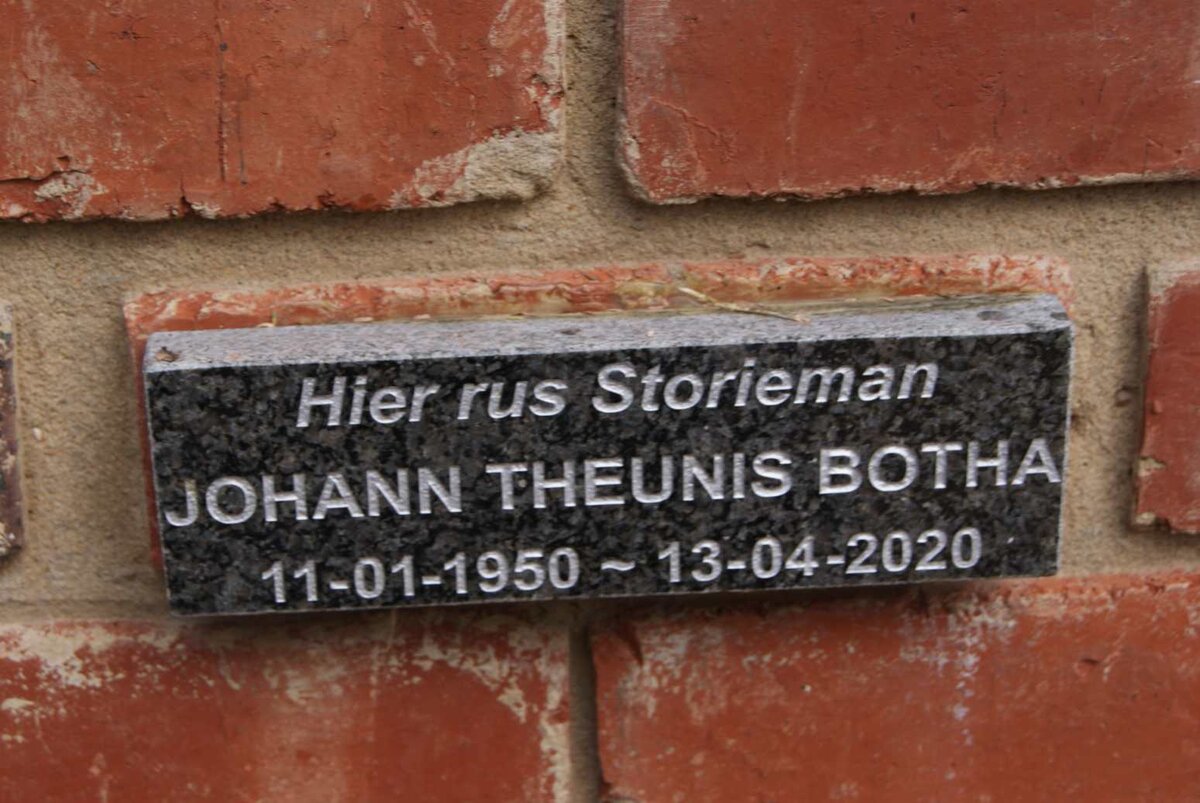 Hier rus Storieman
JOHANN THEUNIS BOTHA
11-01-1950 ~ 13-04-2020